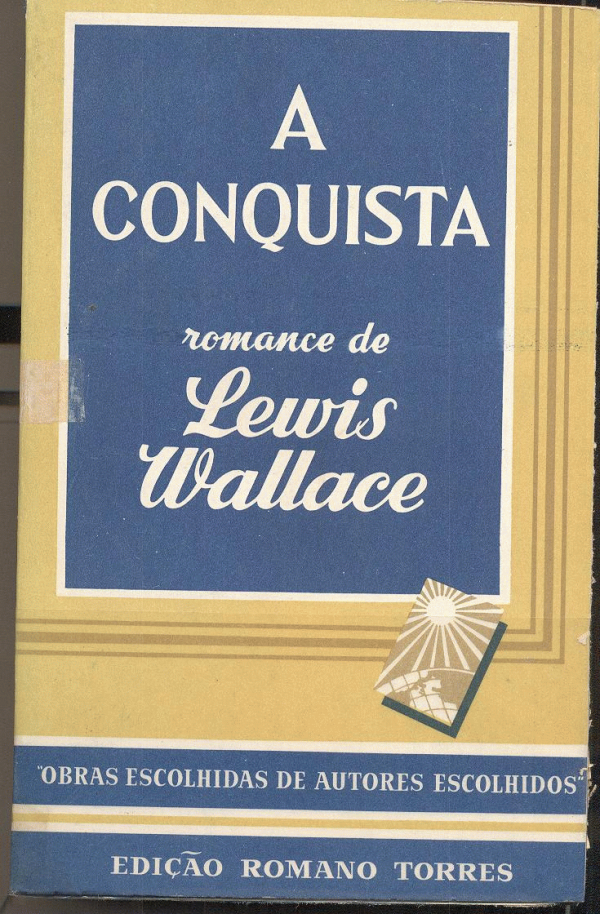 A
CONQUISTA
romance de
Lewis
Wallace
"OBRAS ESCOLHIDAS DE AUTORES ESCOLHIDOS"
EDIÇÃO ROMANO TORRES